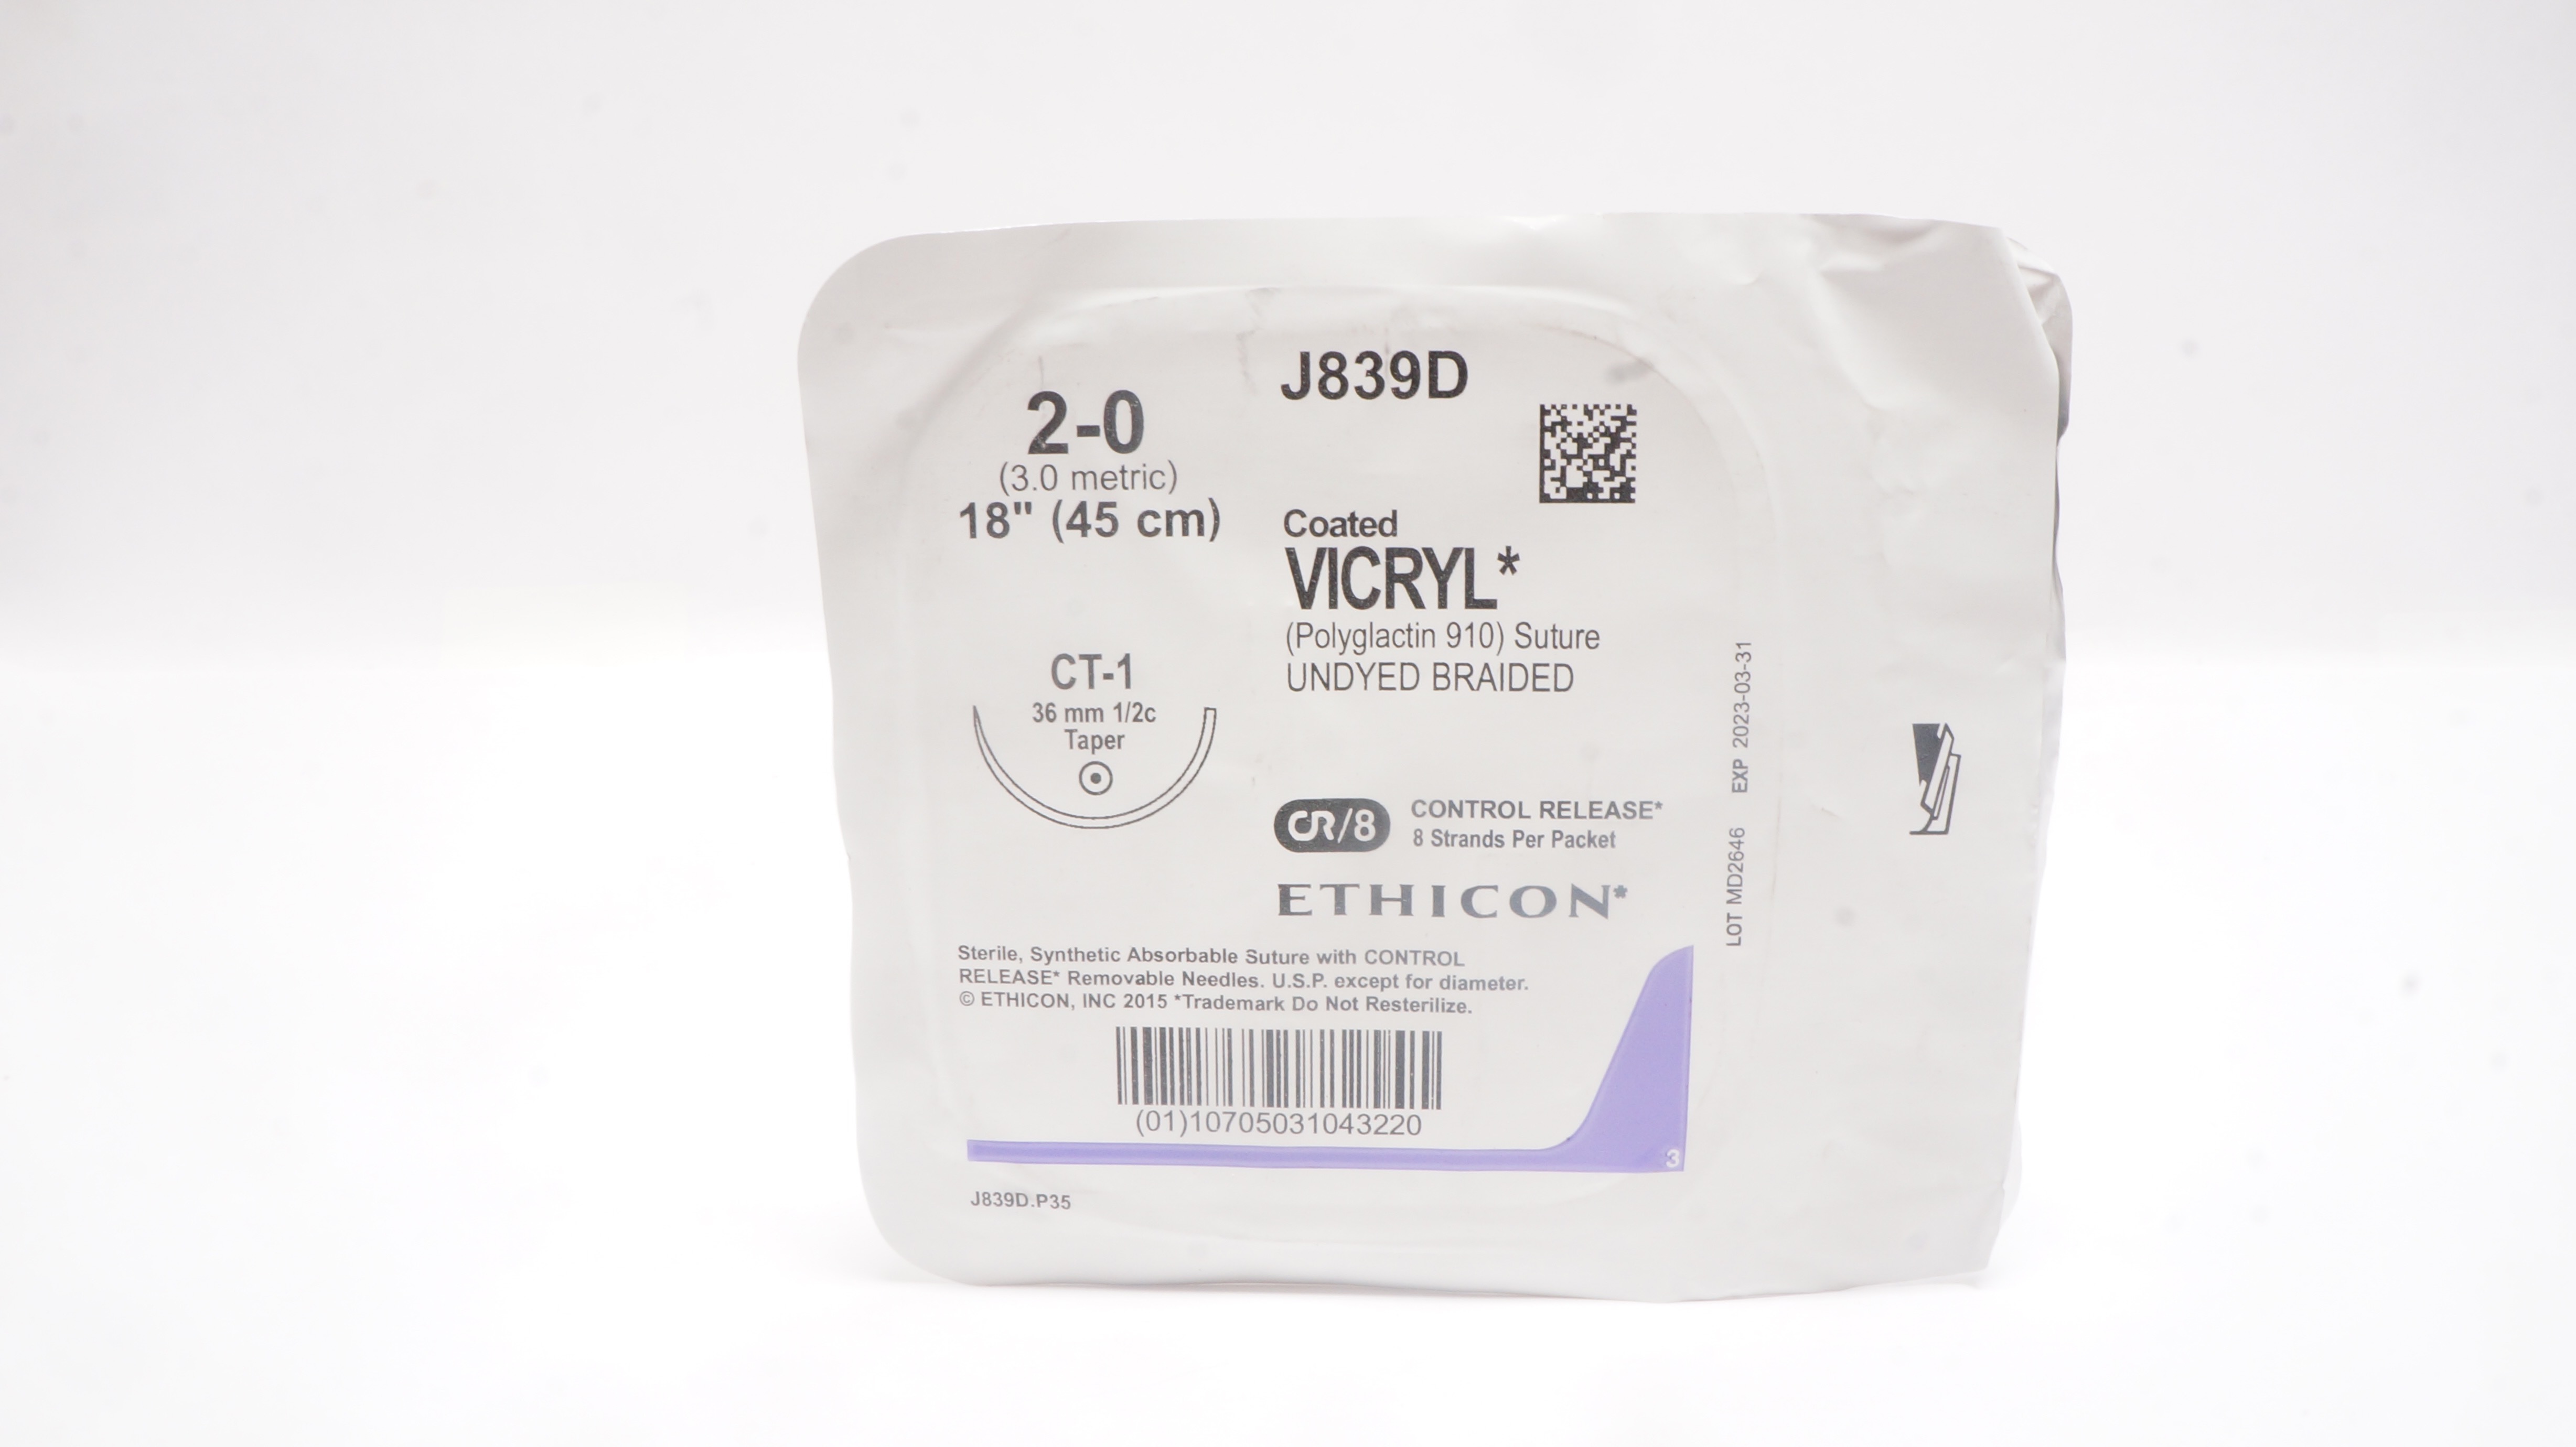 J839D
2-0
(3.0 metric)
18" (45 cm)
Coated
VICRYL*
(Polyglactin 910) Suture
UNDYED BRAIDED
CT-1
36 mm 1/2c
Taper
CR/8
CONTROL RELEASE*
8 Strands Per Packet
ETHICON*
LOT MD2646 EXP 2023-03-31
Sterile, Synthetic Absorbable Suture with CONTROL
RELEASE* Removable Needles. U.S.P. except for diameter.
© ETHICON, INC 2015 *Trademark Do Not Resterilize.
(01)10705031043220
3
J839D.P35